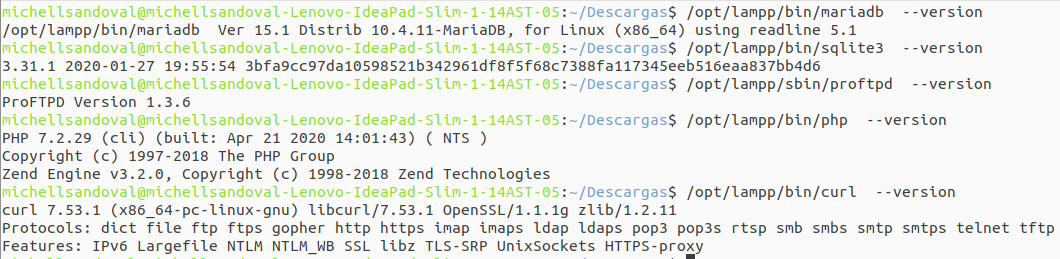 michellsandoval@michellsandoval-Lenovo-IdeaPad-Slim-1-14AST-05:~/Descargas$ /opt/lampp/bin/mariadb  --version
/opt/lampp/bin/mariadb  Ver 15.1 Distrib 10.4.11-MariaDB, for Linux (x86_64) using readline 5.1
michellsandoval@michellsandoval-Lenovo-IdeaPad-Slim-1-14AST-05:~/Descargas$ /opt/lampp/bin/sqlite3  --version
3.31.1 2020-01-27 19:55:54 3bfa9cc97da10598521b342961df8f5f68c7388fa117345eeb516eaa837bb4d6
michellsandoval@michellsandoval-Lenovo-IdeaPad-Slim-1-14AST-05:~/Descargas$ /opt/lampp/sbin/proftpd  --version
ProFTPD Version 1.3.6
michellsandoval@michellsandoval-Lenovo-IdeaPad-Slim-1-14AST-05:~/Descargas$ /opt/lampp/bin/php  --version
PHP 7.2.29 (cli) (built: Apr 21 2020 14:01:43) ( NTS )
Copyright (c) 1997-2018 The PHP Group
Zend Engine v3.2.0, Copyright (c) 1998-2018 Zend Technologies
michellsandoval@michellsandoval-Lenovo-IdeaPad-Slim-1-14AST-05:~/Descargas$ /opt/lampp/bin/curl  --version
curl 7.53.1 (x86_64-pc-linux-gnu) libcurl/7.53.1 OpenSSL/1.1.1g zlib/1.2.11
Protocols: dict file ftp ftps gopher http https imap imaps ldap ldaps pop3 pop3s rtsp smb smbs smtp smtps telnet tftp
Features: IPv6 Largefile NTLM NTLM_WB SSL libz TLS-SRP UnixSockets HTTPS-proxy